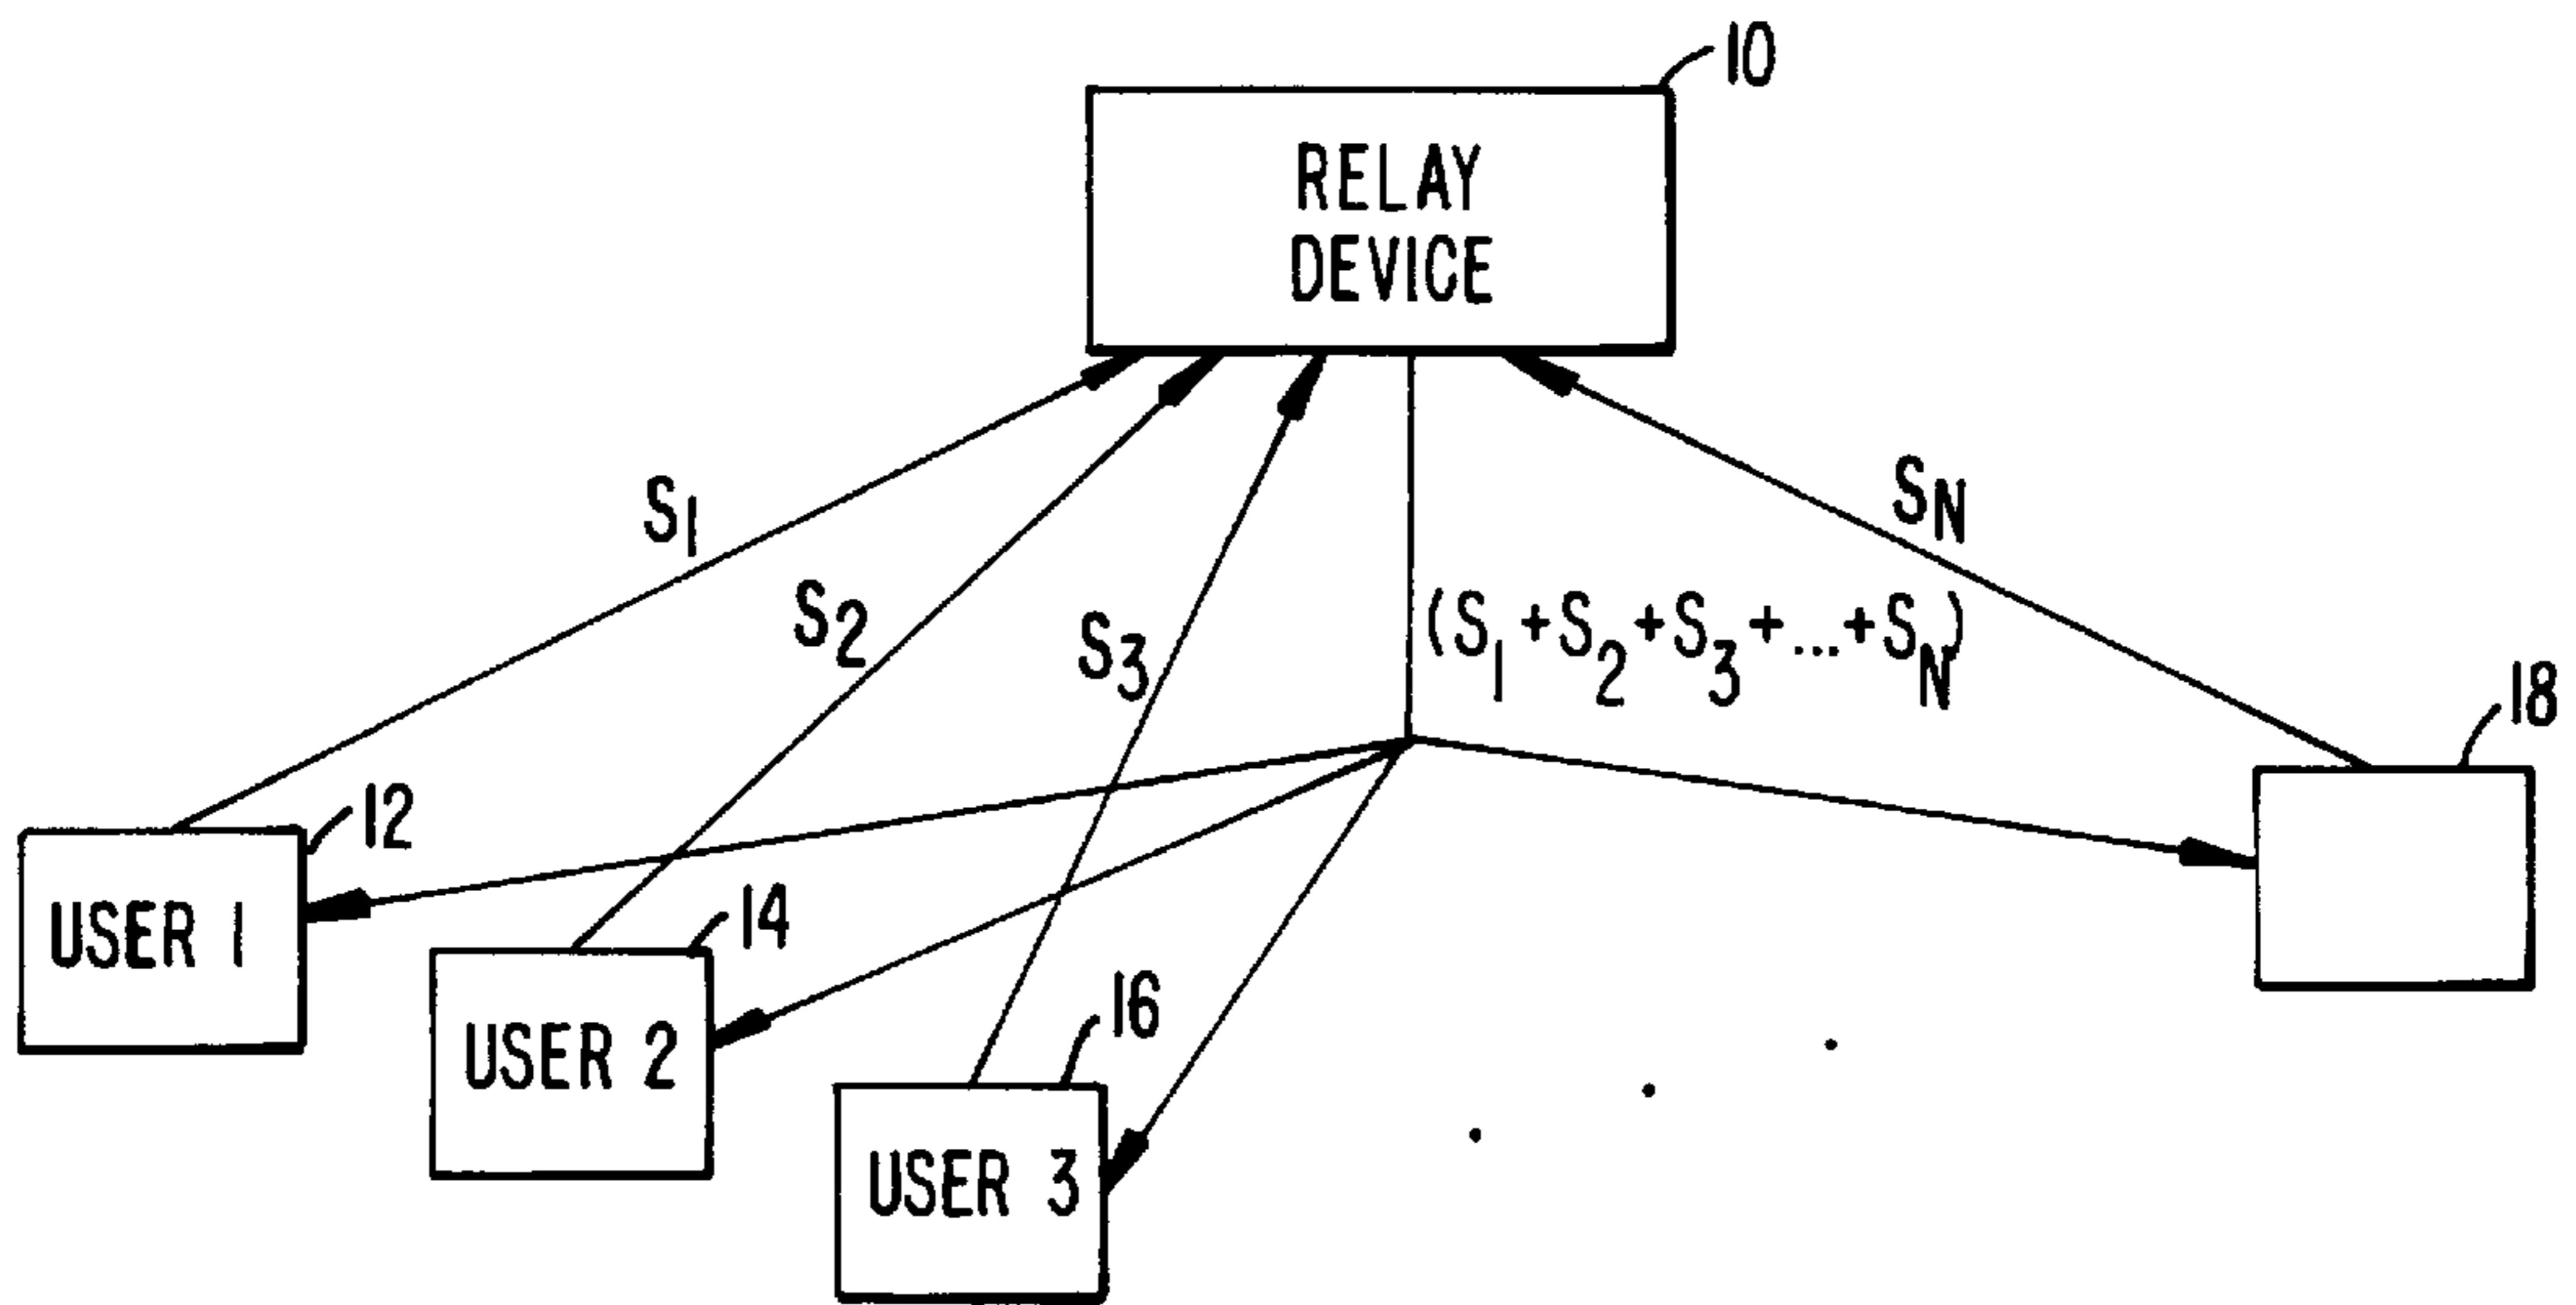 10
RELAY
DEVICE
S1
S2
S3
SN
(S1+S2+S3+...+SN)
12
USER 1
14
USER 2
16
USER 3
18